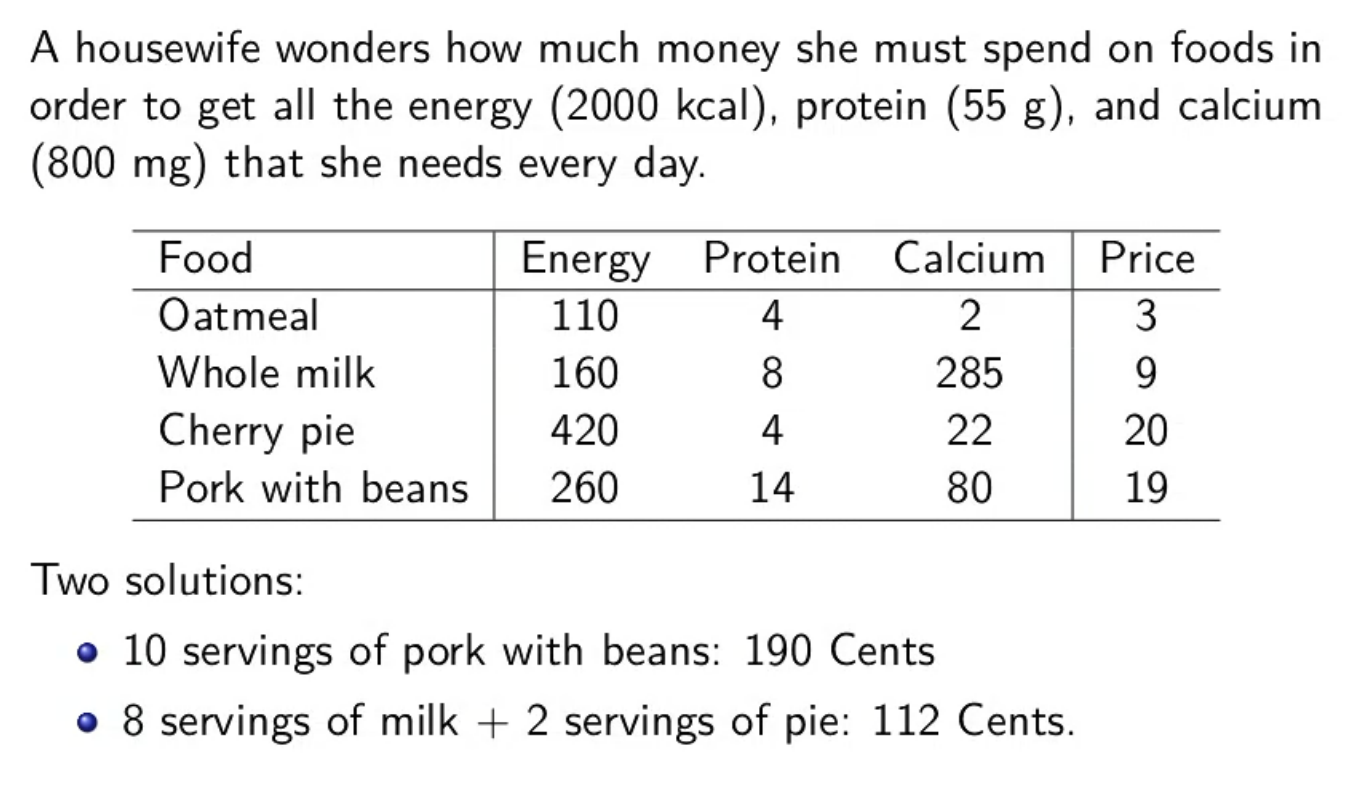 A housewife wonders how much money she must spend on foods in
order to get all the energy (2000 kcal), protein (55 g), and calcium
(800 mg) that she needs every day.
Food Energy Protein Calcium Price
Oatmeal 110 4 2 3
Whole milk 160 8 285 9
Cherry pie 420 4 22 20
Pork with beans 260 14 80 19
Two solutions:
10 servings of pork with beans: 190 Cents
8 servings of milk + 2 servings of pie: 112 Cents.